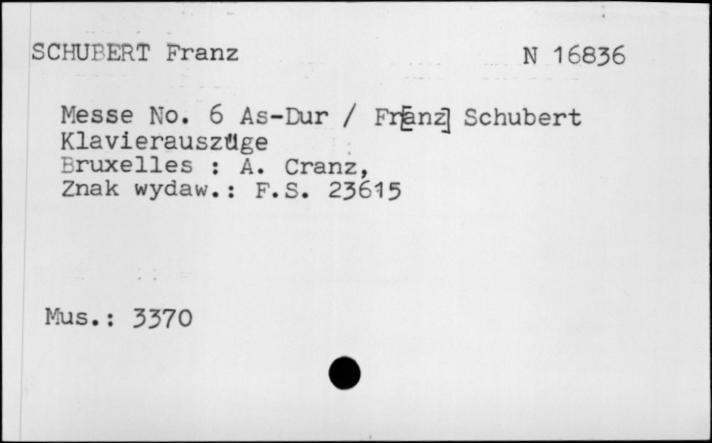 SCHUBERT Franz N 16836
Messe No. 6 As-Dur / Fr[anz] Schubert
Klavierauszüge
Bruxelles : A. Cranz,
Znak wydaw.: F.S. 23615
Mus.: 3370